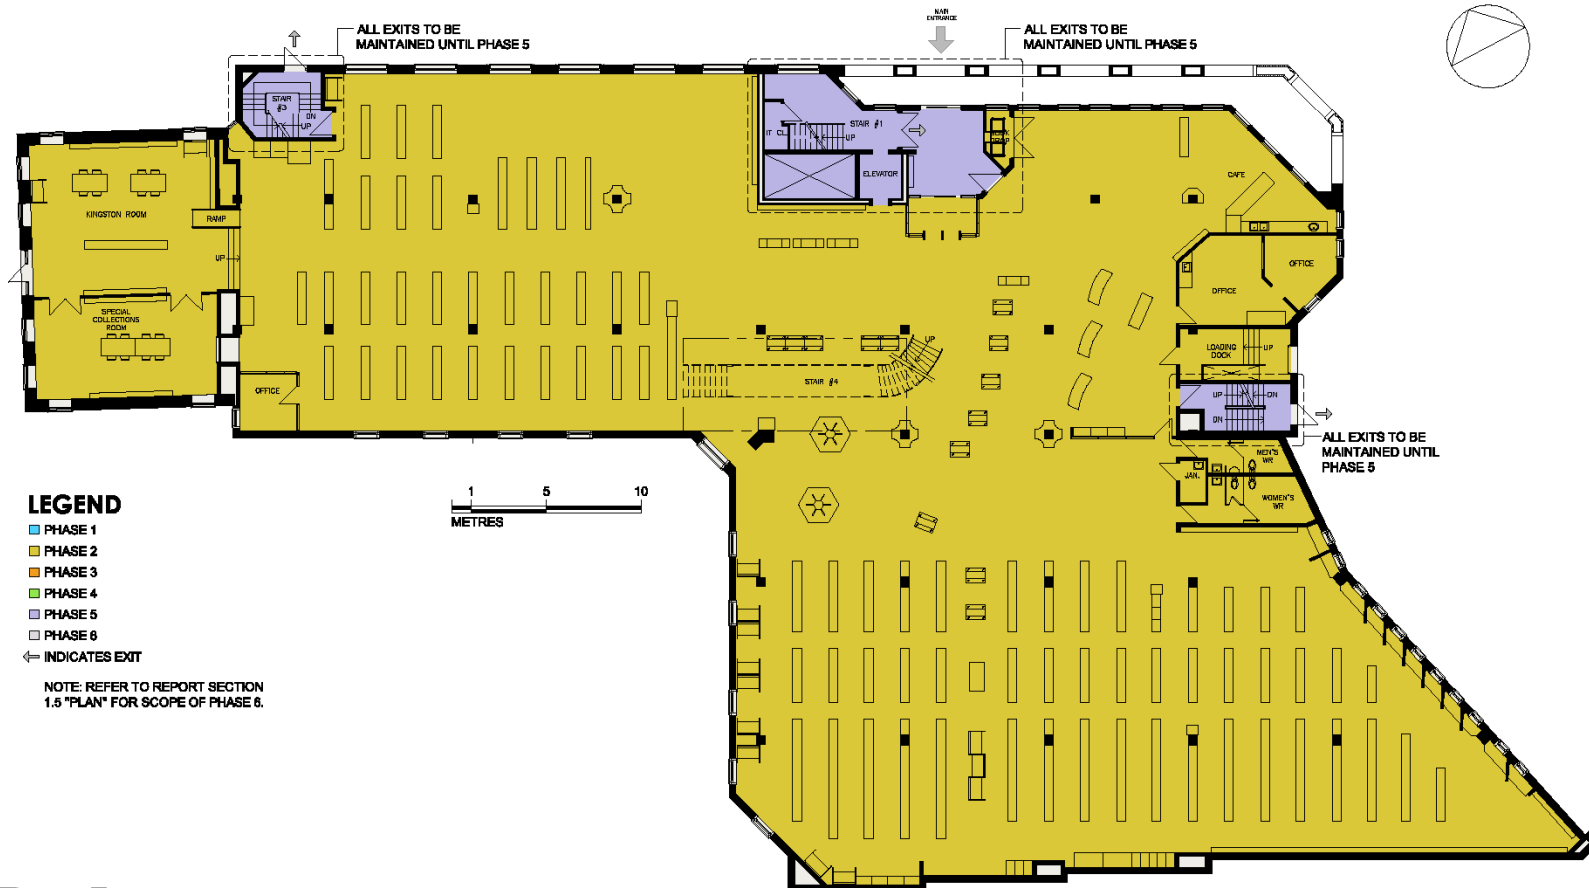 MAIN
ENTRANCE
ALL EXITS TO BE
MAINTAINED UNTIL PHASE 5
ALL EXITS TO BE
MAINTAINED UNTIL PHASE 5
STAIR
#3
DN
UP
STAIR #1
IT CL.
UP
ELEVATOR
CAFE
KINGSTON ROOM
RAMP
UP
OFFICE
OFFICE
SPECIAL
COLLECTIONS
ROOM
LOADING
DOCK
UP
UP
STAIR #4
OFFICE
UP
DN
DN
ALL EXITS TO BE
MAINTAINED UNTIL
PHASE 5
MEN'S
WR
JAN.
WOMEN'S
WR
LEGEND
PHASE 1
PHASE 2
PHASE 3
PHASE 4
PHASE 5
PHASE 6
INDICATES EXIT
NOTE: REFER TO REPORT SECTION
1.5 "PLAN" FOR SCOPE OF PHASE 6.
1 5 10
METRES